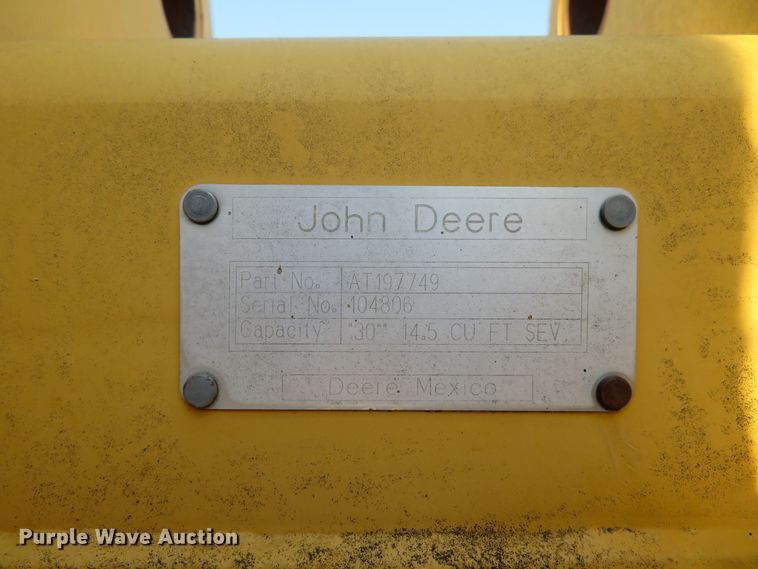 John Deere
Part No. AT197749
Serial No. 104806
Capacity "30"" 14.5 CU FT SEV
Deere Mexico
Purple Wave Auction